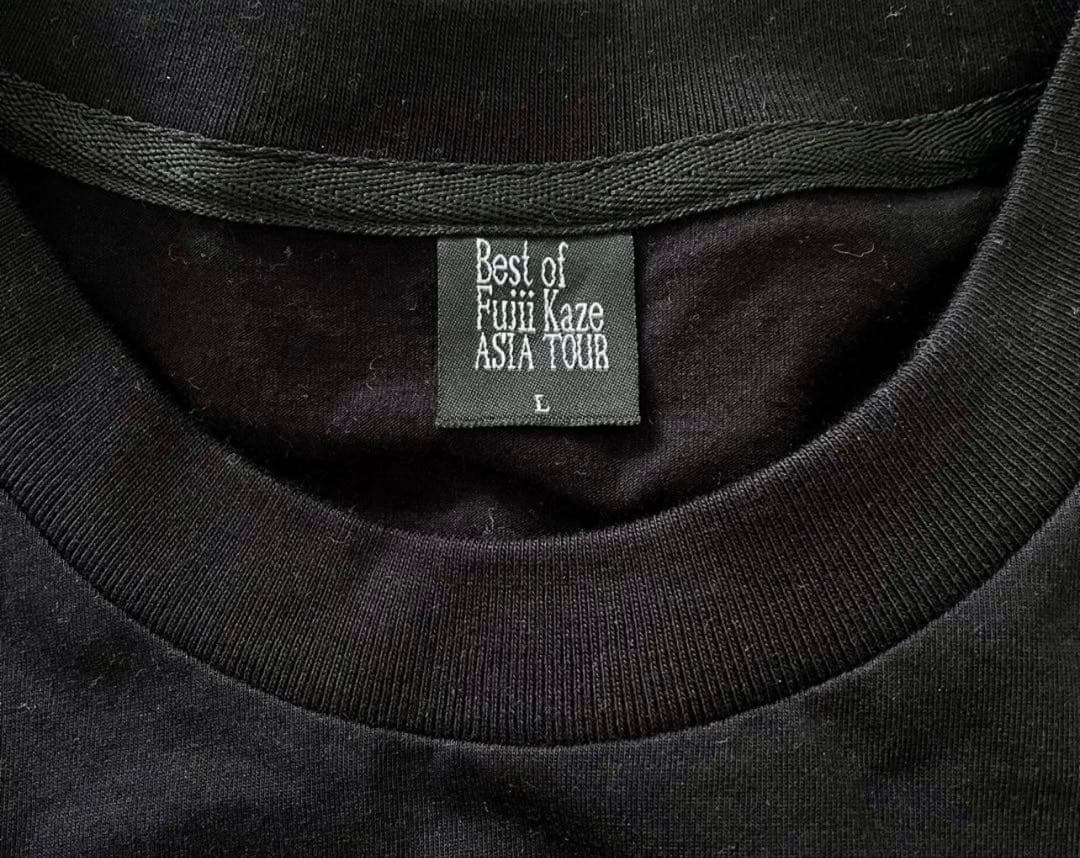 Best of
Fujii Kaze
ASIA TOUR
L